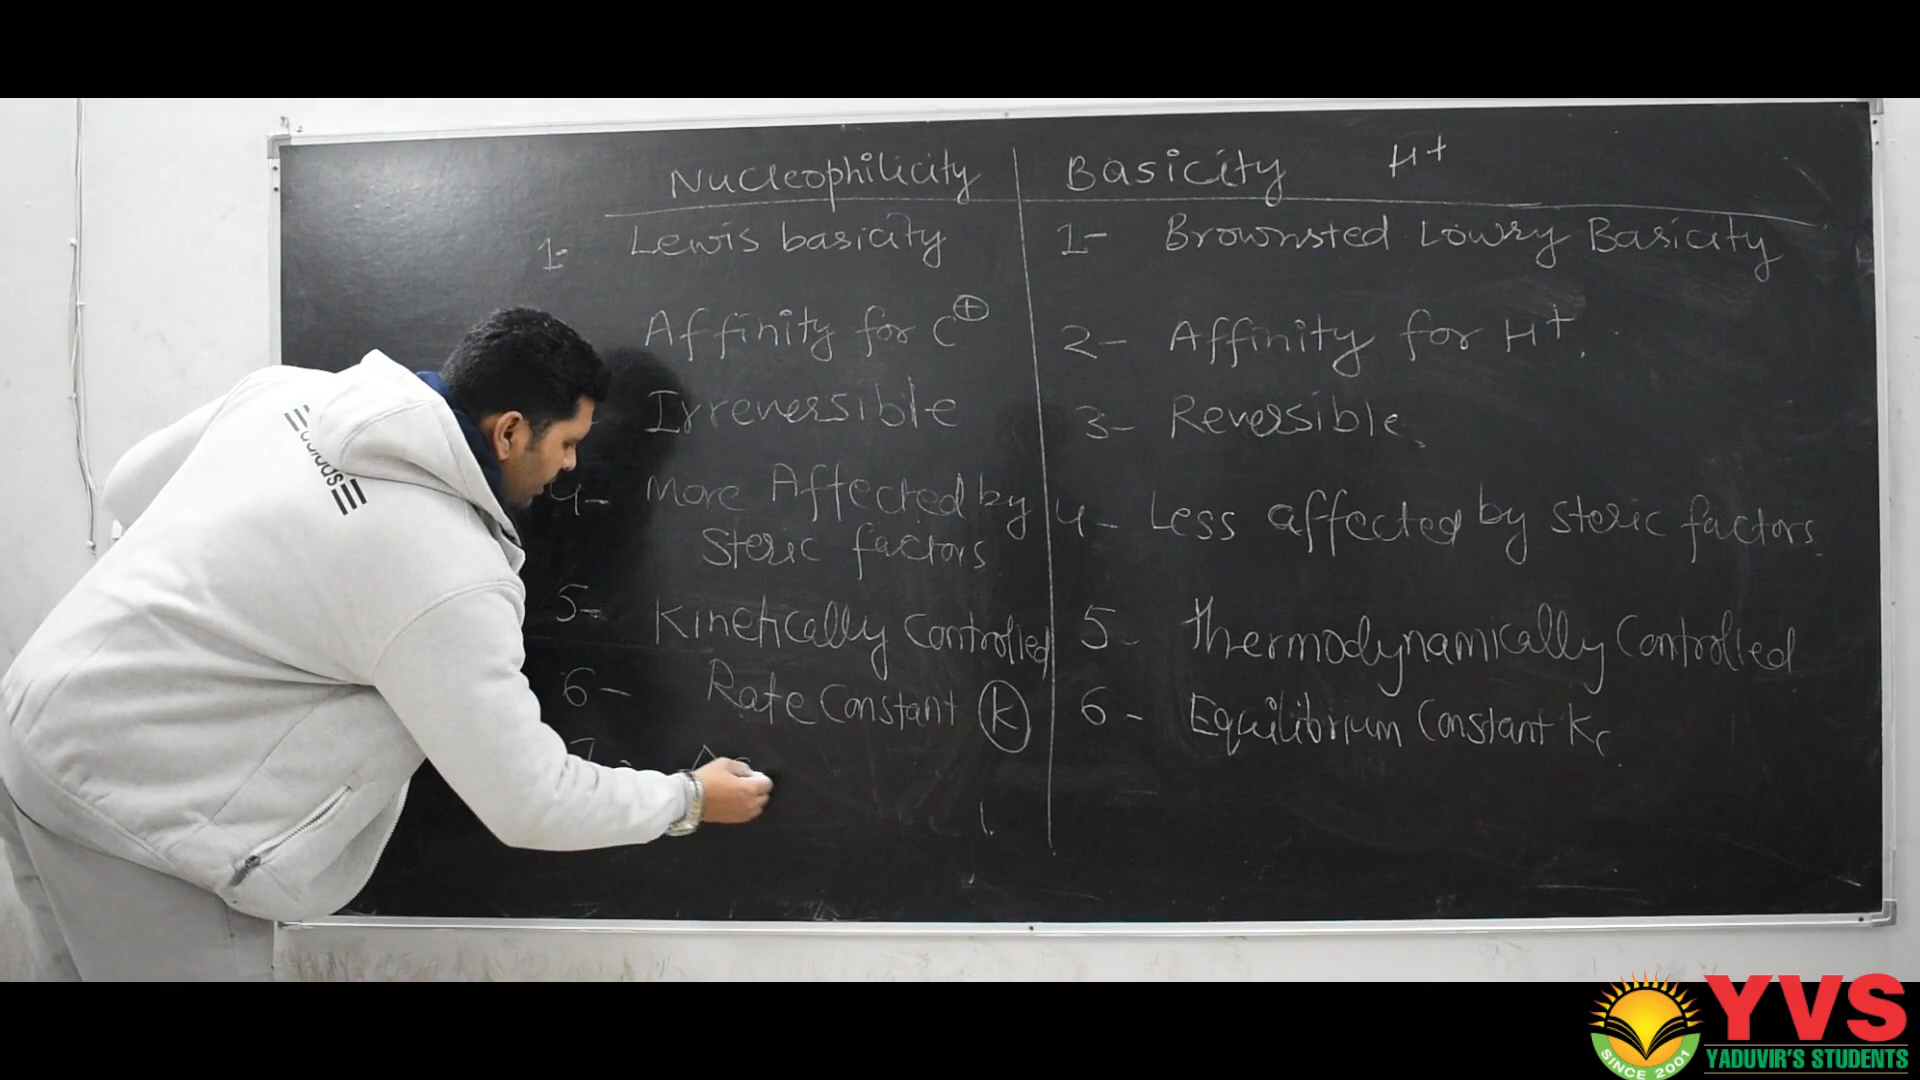 Nucleophilicity Basicity H+
1- Lewis basicity 1- Brownsted Lowry Basicity
Affinity for C⊕ 2- Affinity for H+.
Irreversible 3- Reversible.
4- More Affected by 4- Less affected by steric factors.
Steric factors
5- Kinetically Controlled 5- Thermodynamically Controlled
6- Rate Constant K 6- Equilibrium Constant Kc
7
adidas
YVS
YADUVIR'S STUDENTS
SINCE 2001